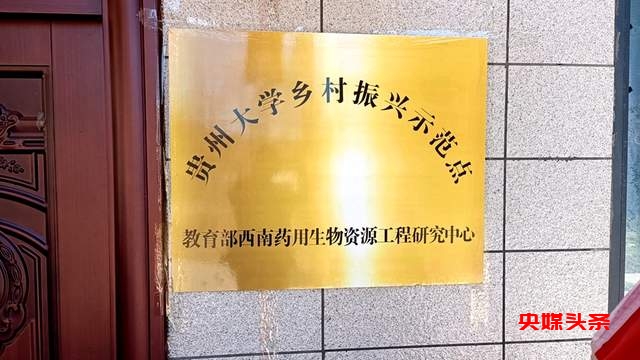 贵州大学乡村振兴示范点
教育部西南药用生物资源工程研究中心
央媒头条